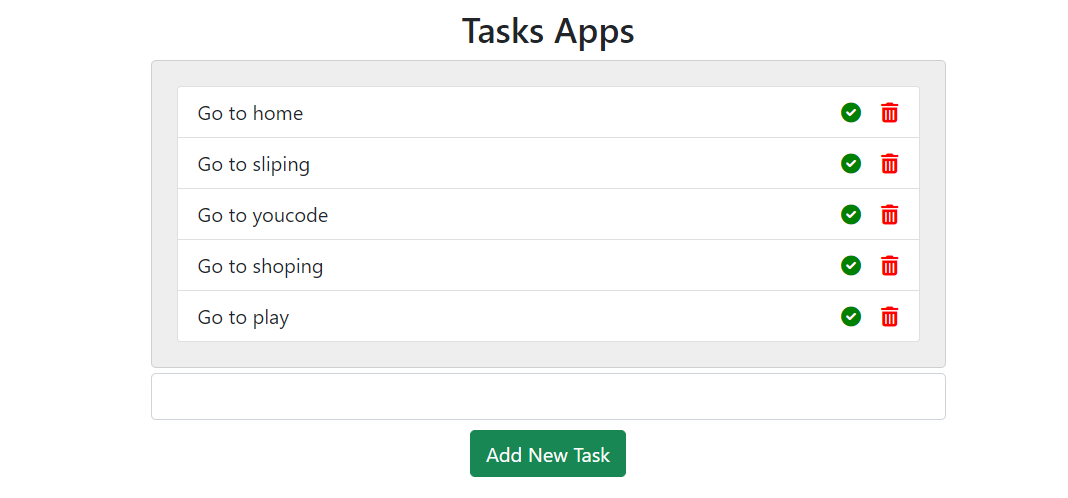 Tasks Apps
Go to home
Go to sliping
Go to youcode
Go to shoping
Go to play
Add New Task